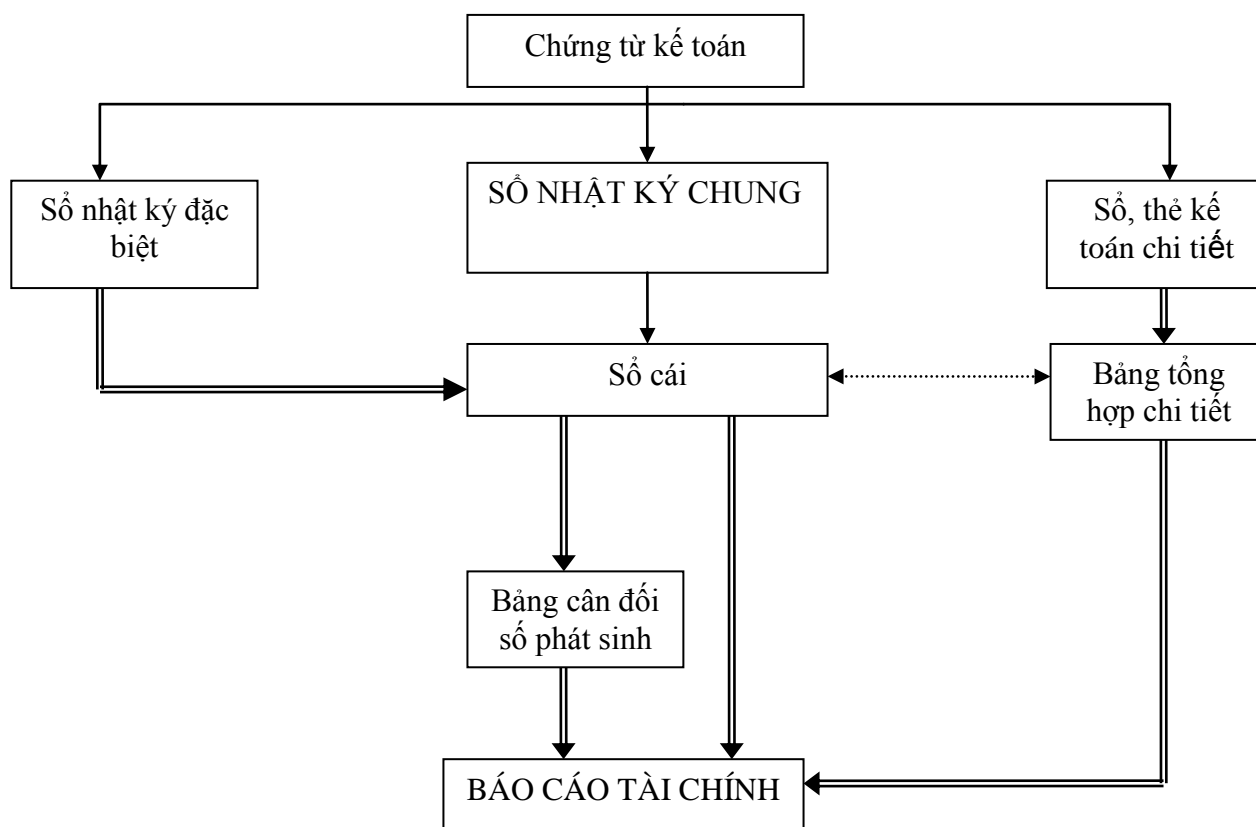 Chứng từ kế toán
Sổ nhật ký đặc
biệt
SỔ NHẬT KÝ CHUNG
Sổ, thẻ kế
toán chi tiết
Sổ cái
Bảng tổng
hợp chi tiết
Bảng cân đối
số phát sinh
BÁO CÁO TÀI CHÍNH